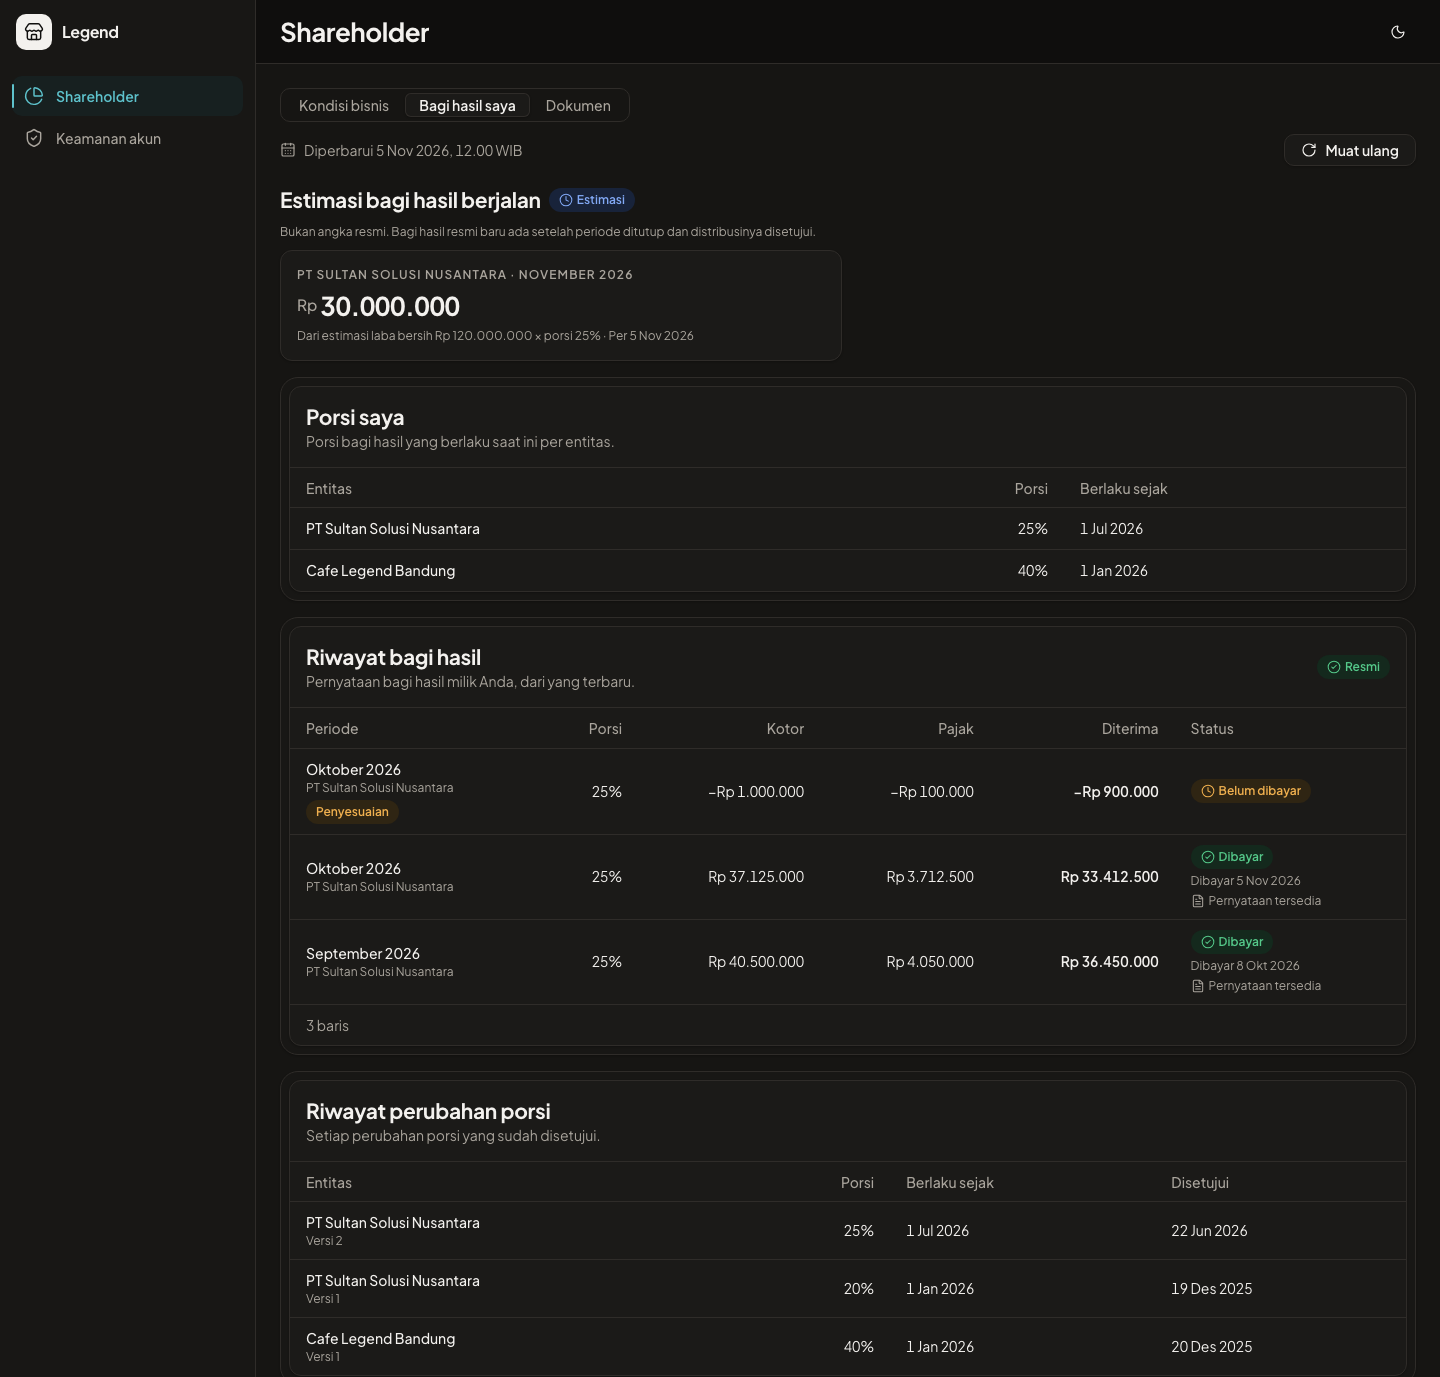 Legend
Shareholder
Shareholder
Keamanan akun
Kondisi bisnis
Bagi hasil saya
Dokumen
Diperbarui 5 Nov 2026, 12.00 WIB
Muat ulang
Estimasi bagi hasil berjalan
Estimasi
Bukan angka resmi. Bagi hasil resmi baru ada setelah periode ditutup dan distribusinya disetujui.
PT SULTAN SOLUSI NUSANTARA · NOVEMBER 2026
Rp 30.000.000
Dari estimasi laba bersih Rp 120.000.000 × porsi 25% · Per 5 Nov 2026
Porsi saya
Porsi bagi hasil yang berlaku saat ini per entitas.
Entitas Porsi Berlaku sejak
PT Sultan Solusi Nusantara 25% 1 Jul 2026
Cafe Legend Bandung 40% 1 Jan 2026
Riwayat bagi hasil
Pernyataan bagi hasil milik Anda, dari yang terbaru.
Resmi
Periode Porsi Kotor Pajak Diterima Status
Oktober 2026
PT Sultan Solusi Nusantara
Penyesuaian
25% −Rp 1.000.000 −Rp 100.000 −Rp 900.000 Belum dibayar
Oktober 2026
PT Sultan Solusi Nusantara
25% Rp 37.125.000 Rp 3.712.500 Rp 33.412.500 Dibayar
Dibayar 5 Nov 2026
Pernyataan tersedia
September 2026
PT Sultan Solusi Nusantara
25% Rp 40.500.000 Rp 4.050.000 Rp 36.450.000 Dibayar
Dibayar 8 Okt 2026
Pernyataan tersedia
3 baris
Riwayat perubahan porsi
Setiap perubahan porsi yang sudah disetujui.
Entitas Porsi Berlaku sejak Disetujui
PT Sultan Solusi Nusantara
Versi 2
25% 1 Jul 2026 22 Jun 2026
PT Sultan Solusi Nusantara
Versi 1
20% 1 Jan 2026 19 Des 2025
Cafe Legend Bandung
Versi 1
40% 1 Jan 2026 20 Des 2025